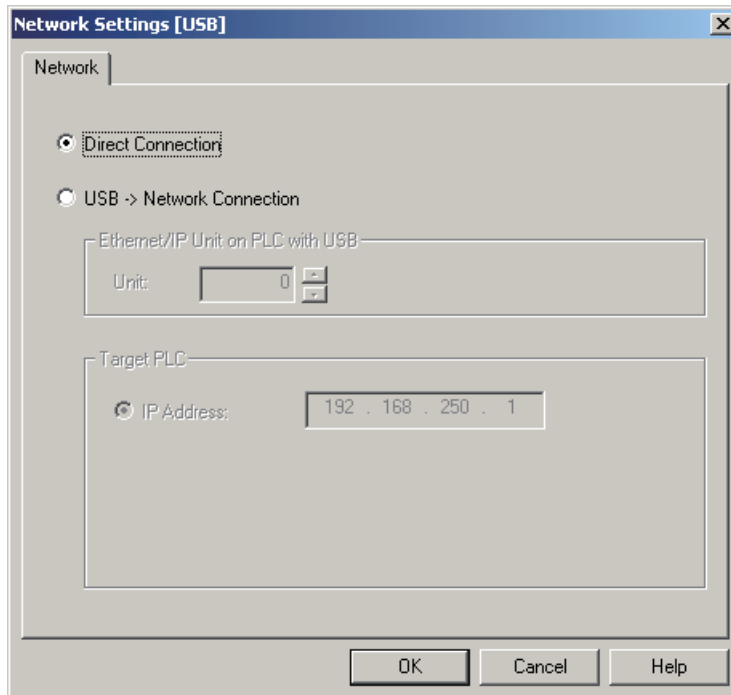 Network Settings [USB]
Network
Direct Connection
USB -> Network Connection
Ethernet/IP Unit on PLC with USB
Unit:
0
Target PLC
IP Address:
192 . 168 . 250 . 1
OK
Cancel
Help